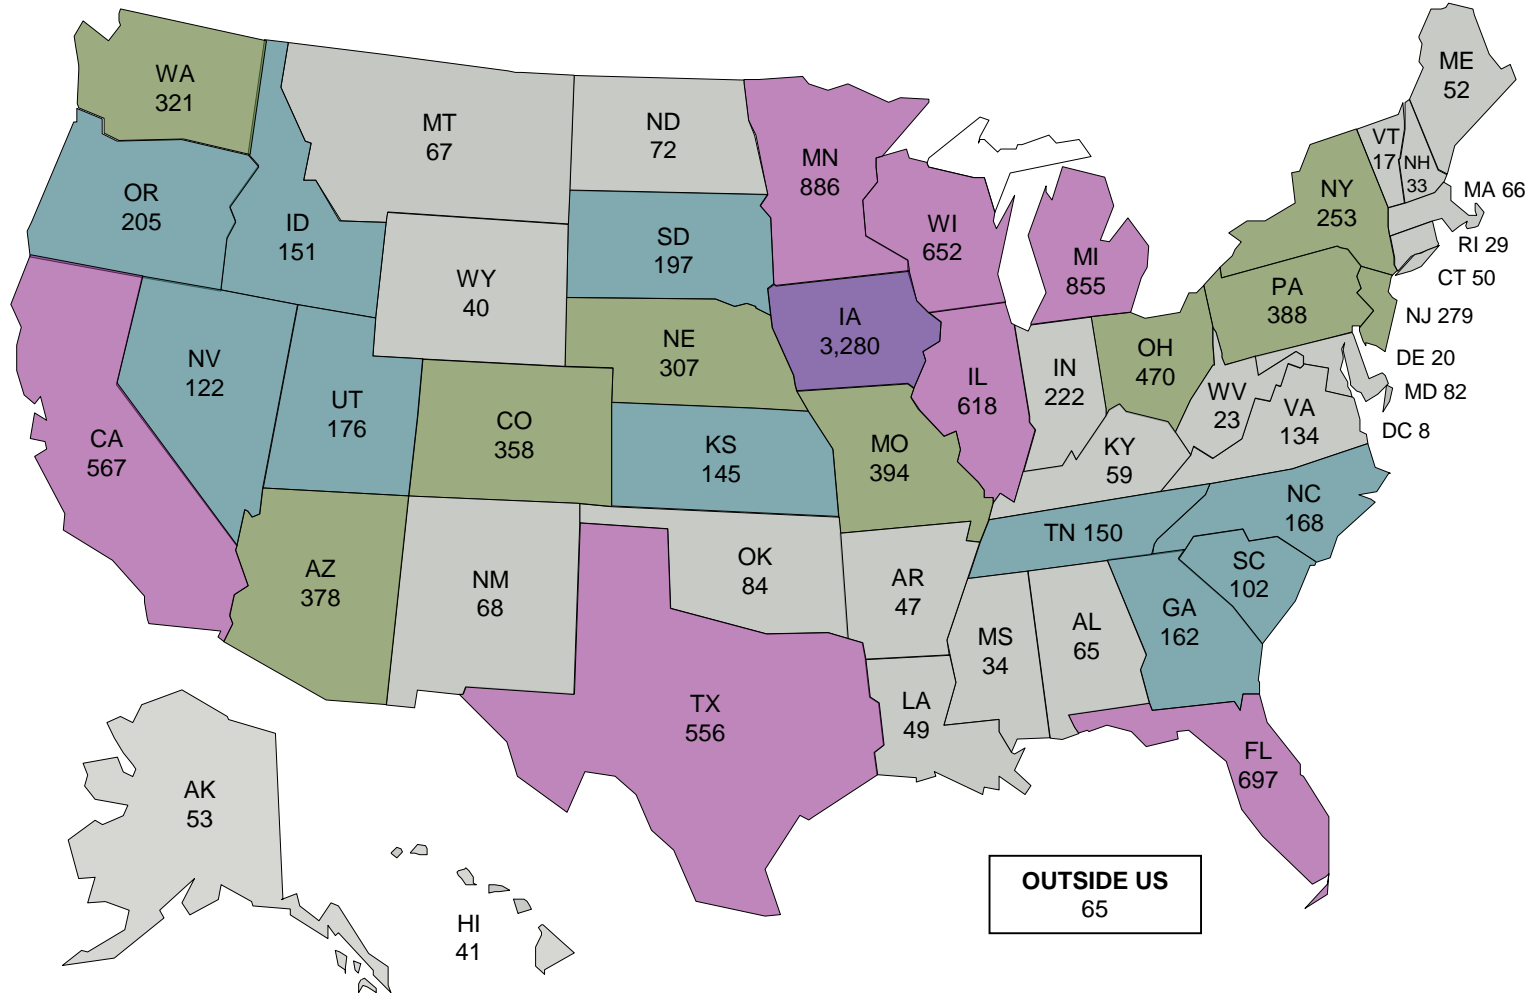 WA
321
OR
205
ID
151
MT
67
ND
72
MN
886
SD
197
WY
40
WI
652
MI
855
IA
3,280
NE
307
NV
122
UT
176
CO
358
KS
145
CA
567
IL
618
IN
222
OH
470
MO
394
KY
59
WV
23
VA
134
PA
388
NY
253
VT
17
NH
33
ME
52
MA 66
RI 29
CT 50
NJ 279
DE 20
MD 82
DC 8
NC
168
TN 150
SC
102
GA
162
AZ
378
NM
68
OK
84
AR
47
MS
34
AL
65
LA
49
TX
556
FL
697
AK
53
HI
41
OUTSIDE US
65